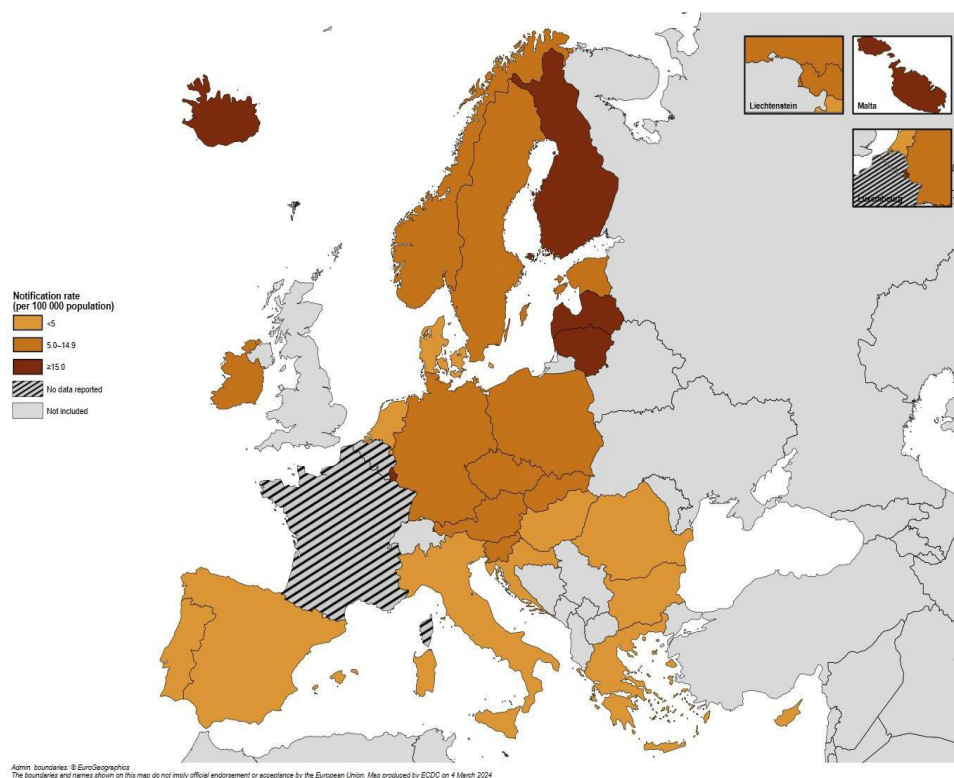 Liechtenstein
Malta
Luxembourg
Notification rate
(per 100 000 population)
<5
5.0–14.9
≥15.0
No data reported
Not included
Admin. boundaries: © EuroGeographics
The boundaries and names shown on this map do not imply official endorsement or acceptance by the European Union. Map produced by ECDC on 4 March 2024